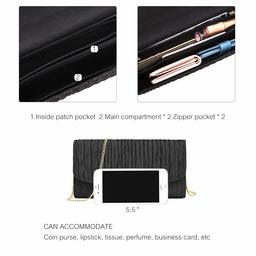 1
2
1.Inside patch pocket 2.Main compartment * 2 Zipper pocket * 2
5.5 "
CAN ACCOMMODATE
Coin purse, lipstick, tissue, perfume, business card, etc